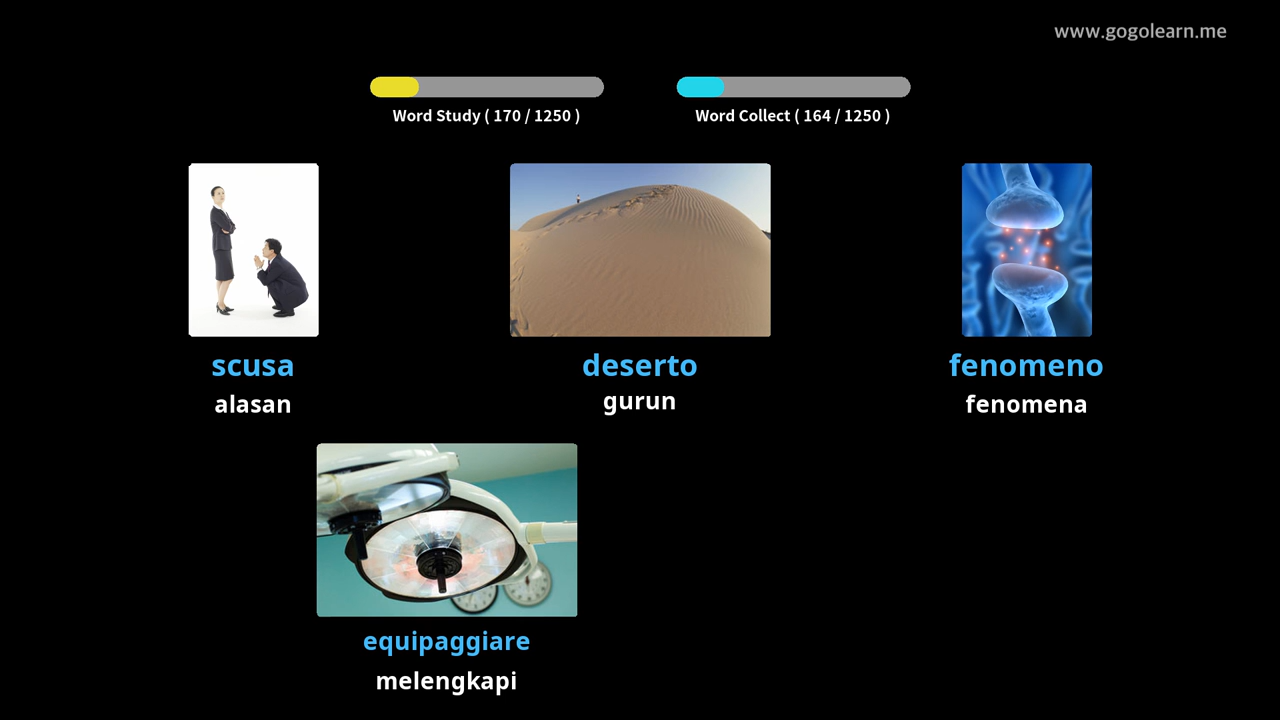 www.gogolearn.me
Word Study ( 170 / 1250 )
Word Collect ( 164 / 1250 )
scusa
alasan
deserto
gurun
fenomeno
fenomena
equipaggiare
melengkapi